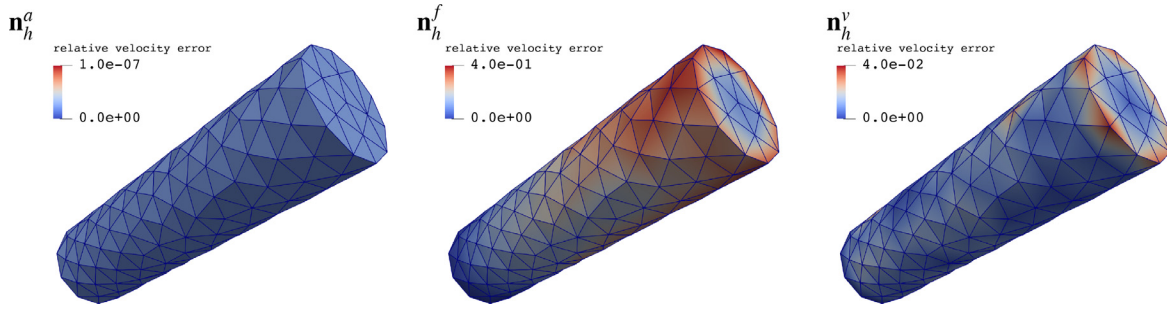 n_h^a
relative velocity error
1.0e-07
0.0e+00
n_h^f
relative velocity error
4.0e-01
0.0e+00
n_h^v
relative velocity error
4.0e-02
0.0e+00